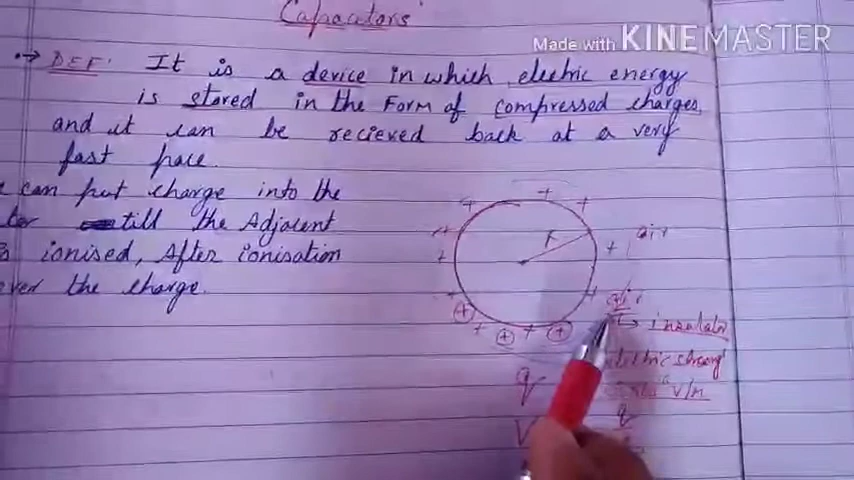 Capacitors
Made with KINEMASTER
→ DEF: It is a device in which electric energy
is stored in the Form of compressed charges,
and it can be recieved back at a very
fast pace.
can put charge into the
till the Adjacent
ionised, After ionisation
the charge.
r
air
air
→ insulator
electric
V/m
q
q
V